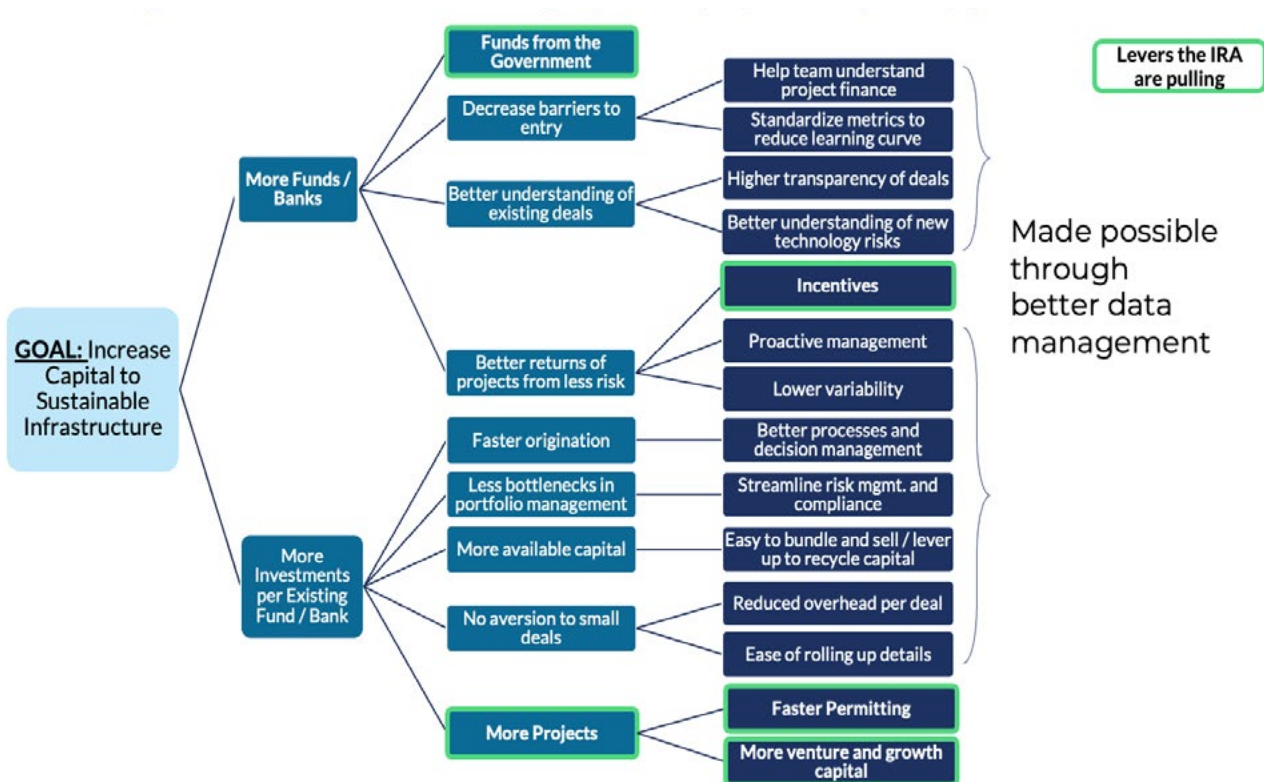 Funds from the
Government
Levers the IRA
are pulling
Help team understand
project finance
Decrease barriers to
entry
Standardize metrics to
reduce learning curve
More Funds /
Banks
Higher transparency of deals
Better understanding of
existing deals
Better understanding of new
technology risks
Made possible
through
better data
management
Incentives
GOAL: Increase
Capital to
Sustainable
Infrastructure
Proactive management
Better returns of
projects from less risk
Lower variability
Faster origination
Better processes and
decision management
Less bottlenecks in
portfolio management
Streamline risk mgmt. and
compliance
More available capital
Easy to bundle and sell / lever
up to recycle capital
More
Investments
per Existing
Fund / Bank
Reduced overhead per deal
No aversion to small
deals
Ease of rolling up details
Faster Permitting
More Projects
More venture and growth
capital